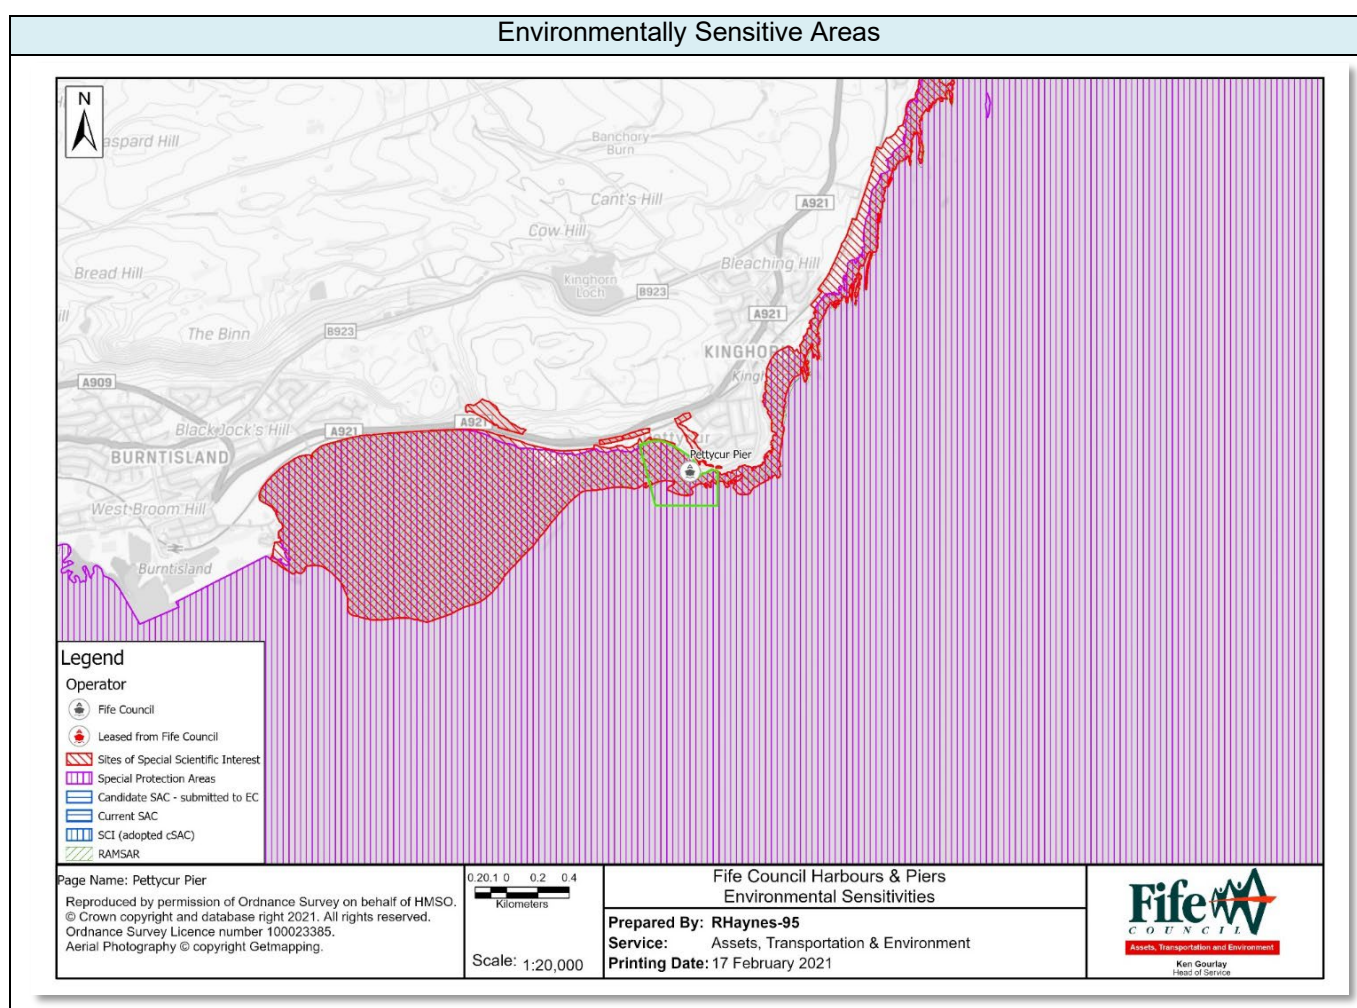 Environmentally Sensitive Areas
N
aspard Hill
Banchory
Burn
Cant's Hill
A921
Cow Hill
Bleaching Hill
Bread Hill
Kinghorn
Loch
B923
A921
ill
The Binn
B923
KINGHOR
Kingh
A909
A921
Black Jock's Hill
A921
ettycur
BURNTISLAND
Pettycur Pier
West Broom Hill
Burntisland
Legend
Operator
Fife Council
Leased from Fife Council
Sites of Special Scientific Interest
Special Protection Areas
Candidate SAC - submitted to EC
Current SAC
SCI (adopted cSAC)
RAMSAR
Page Name: Pettycur Pier
Reproduced by permission of Ordnance Survey on behalf of HMSO.
© Crown copyright and database right 2021. All rights reserved.
Ordnance Survey Licence number 100023385.
Aerial Photography © copyright Getmapping.
0.20.1 0 0.2 0.4
Kilometers
Scale: 1:20,000
Fife Council Harbours & Piers
Environmental Sensitivities
Prepared By: RHaynes-95
Service: Assets, Transportation & Environment
Printing Date: 17 February 2021
Fife
COUNCIL
Assets, Transportation and Environment
Ken Gourlay
Head of Service